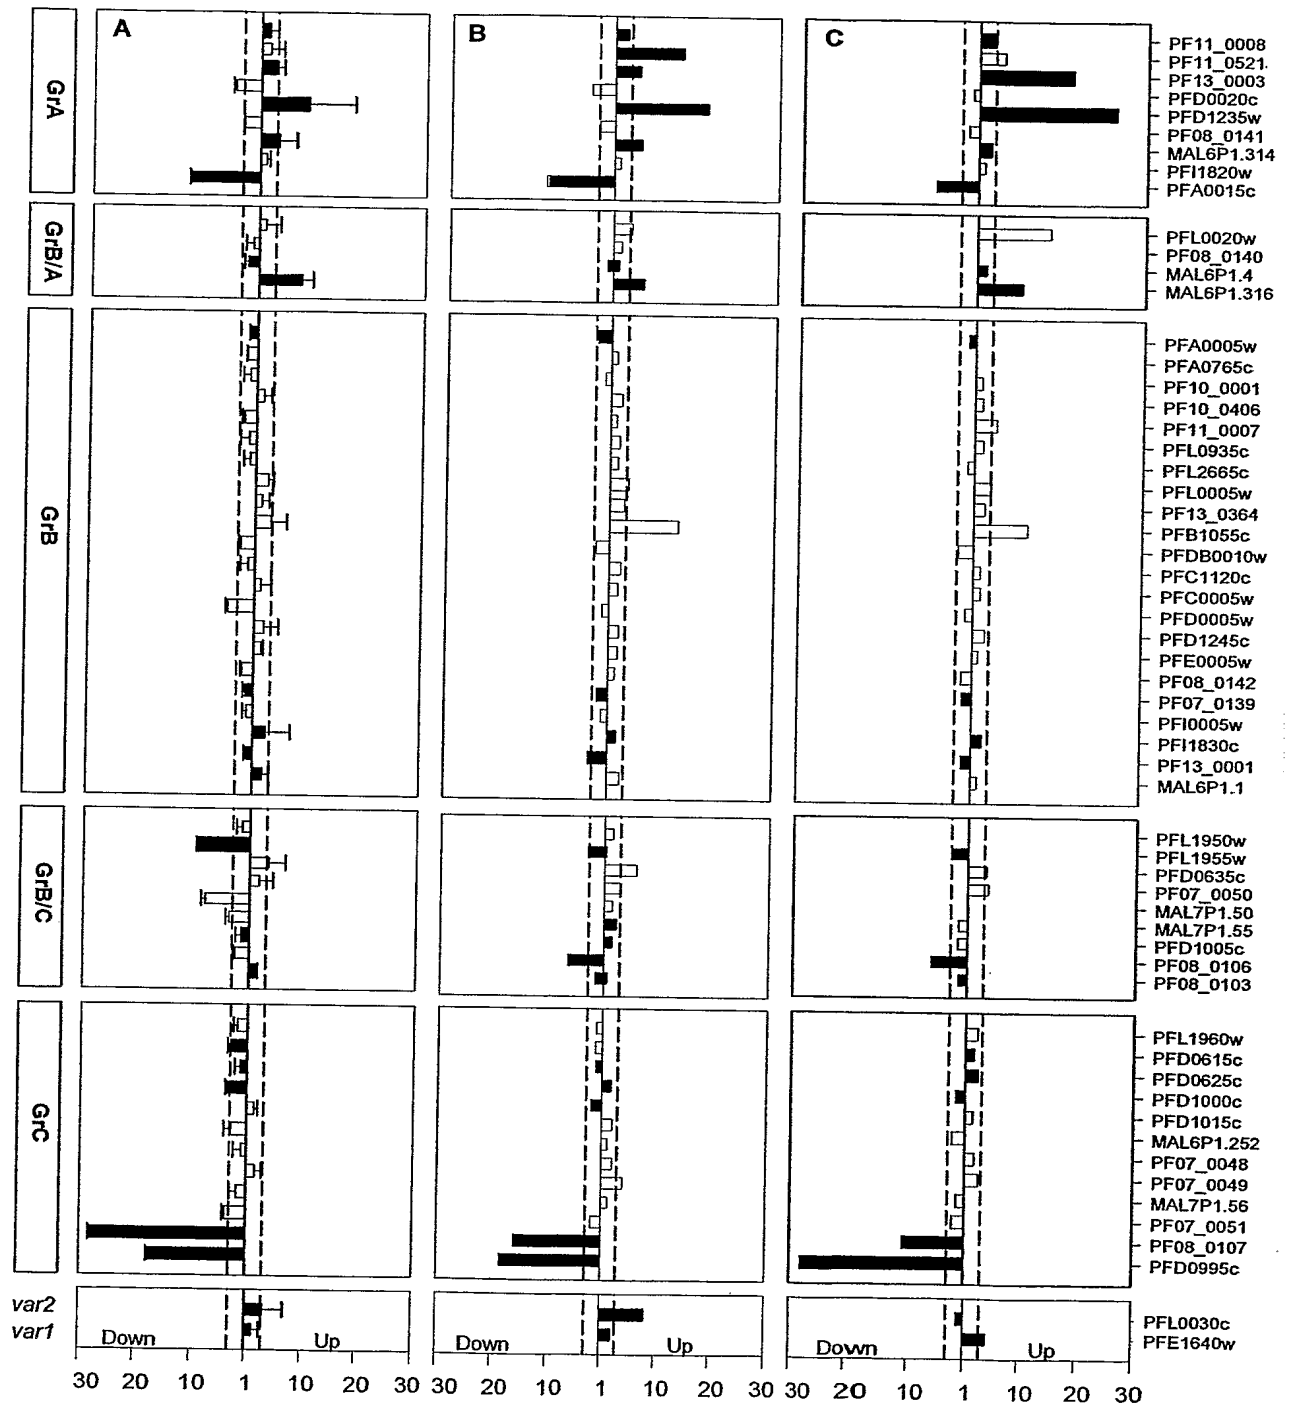 A
B
C
GrA
PF11_0008
PF11_0521
PF13_0003
PFD0020c
PFD1235w
PF08_0141
MAL6P1.314
PFI1820w
PFA0015c
GrB/A
PFL0020w
PF08_0140
MAL6P1.4
MAL6P1.316
GrB
PFA0005w
PFA0765c
PF10_0001
PF10_0406
PF11_0007
PFL0935c
PFL2665c
PFL0005w
PF13_0364
PFB1055c
PFDB0010w
PFC1120c
PFC0005w
PFD0005w
PFD1245c
PFE0005w
PF08_0142
PF07_0139
PFI0005w
PFI1830c
PF13_0001
MAL6P1.1
GrB/C
PFL1950w
PFL1955w
PFD0635c
PF07_0050
MAL7P1.50
MAL7P1.55
PFD1005c
PF08_0106
PF08_0103
GrC
PFL1960w
PFD0615c
PFD0625c
PFD1000c
PFD1015c
MAL6P1.252
PF07_0048
PF07_0049
MAL7P1.56
PF07_0051
PF08_0107
PFD0995c
var2
var1
PFL0030c
PFE1640w
Down Up Down Up Down Up
30 20 10 1 10 20 30 20 10 1 10 20 30 20 10 1 10 20 30